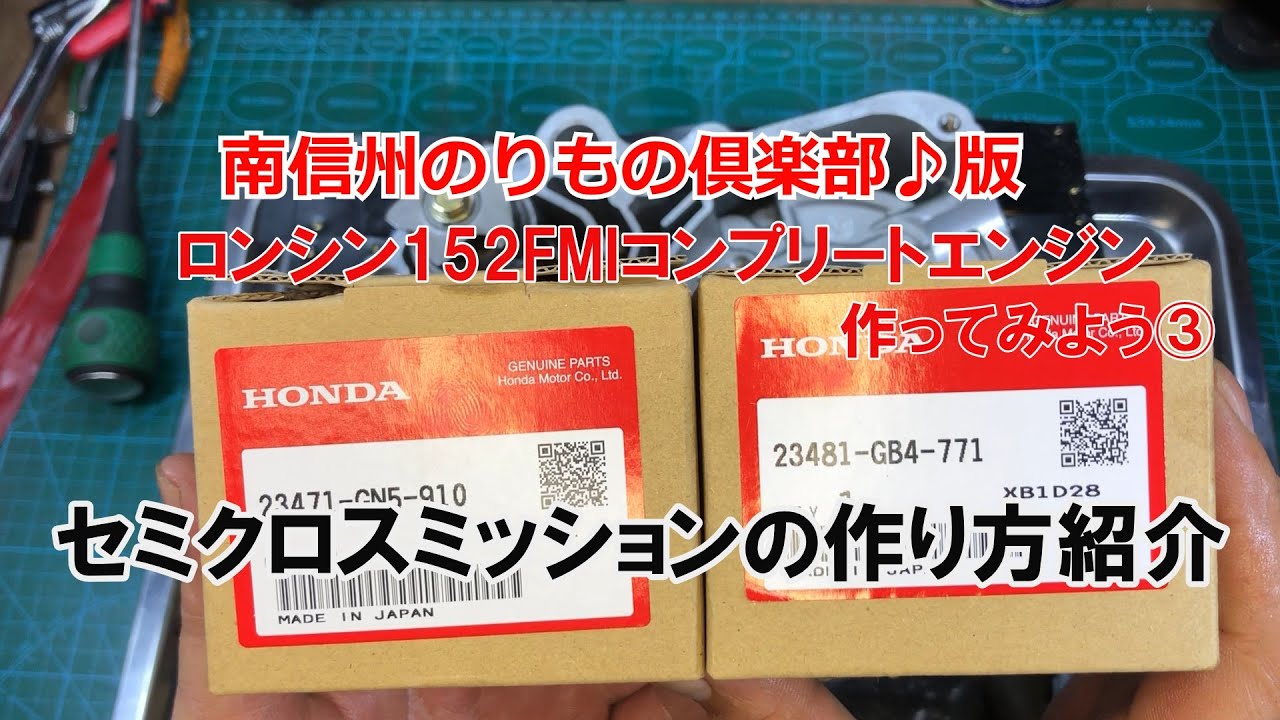 南信州のりもの倶楽部♪版
ロンシン152FMIコンプリートエンジン
作ってみよう③
GENUINE PARTS
Honda Motor Co., Ltd.
HONDA
23471-GN5-910
MADE IN JAPAN
GENUINE PARTS
HONDA
23481-GB4-771
XB1D28
セミクロスミッションの作り方紹介